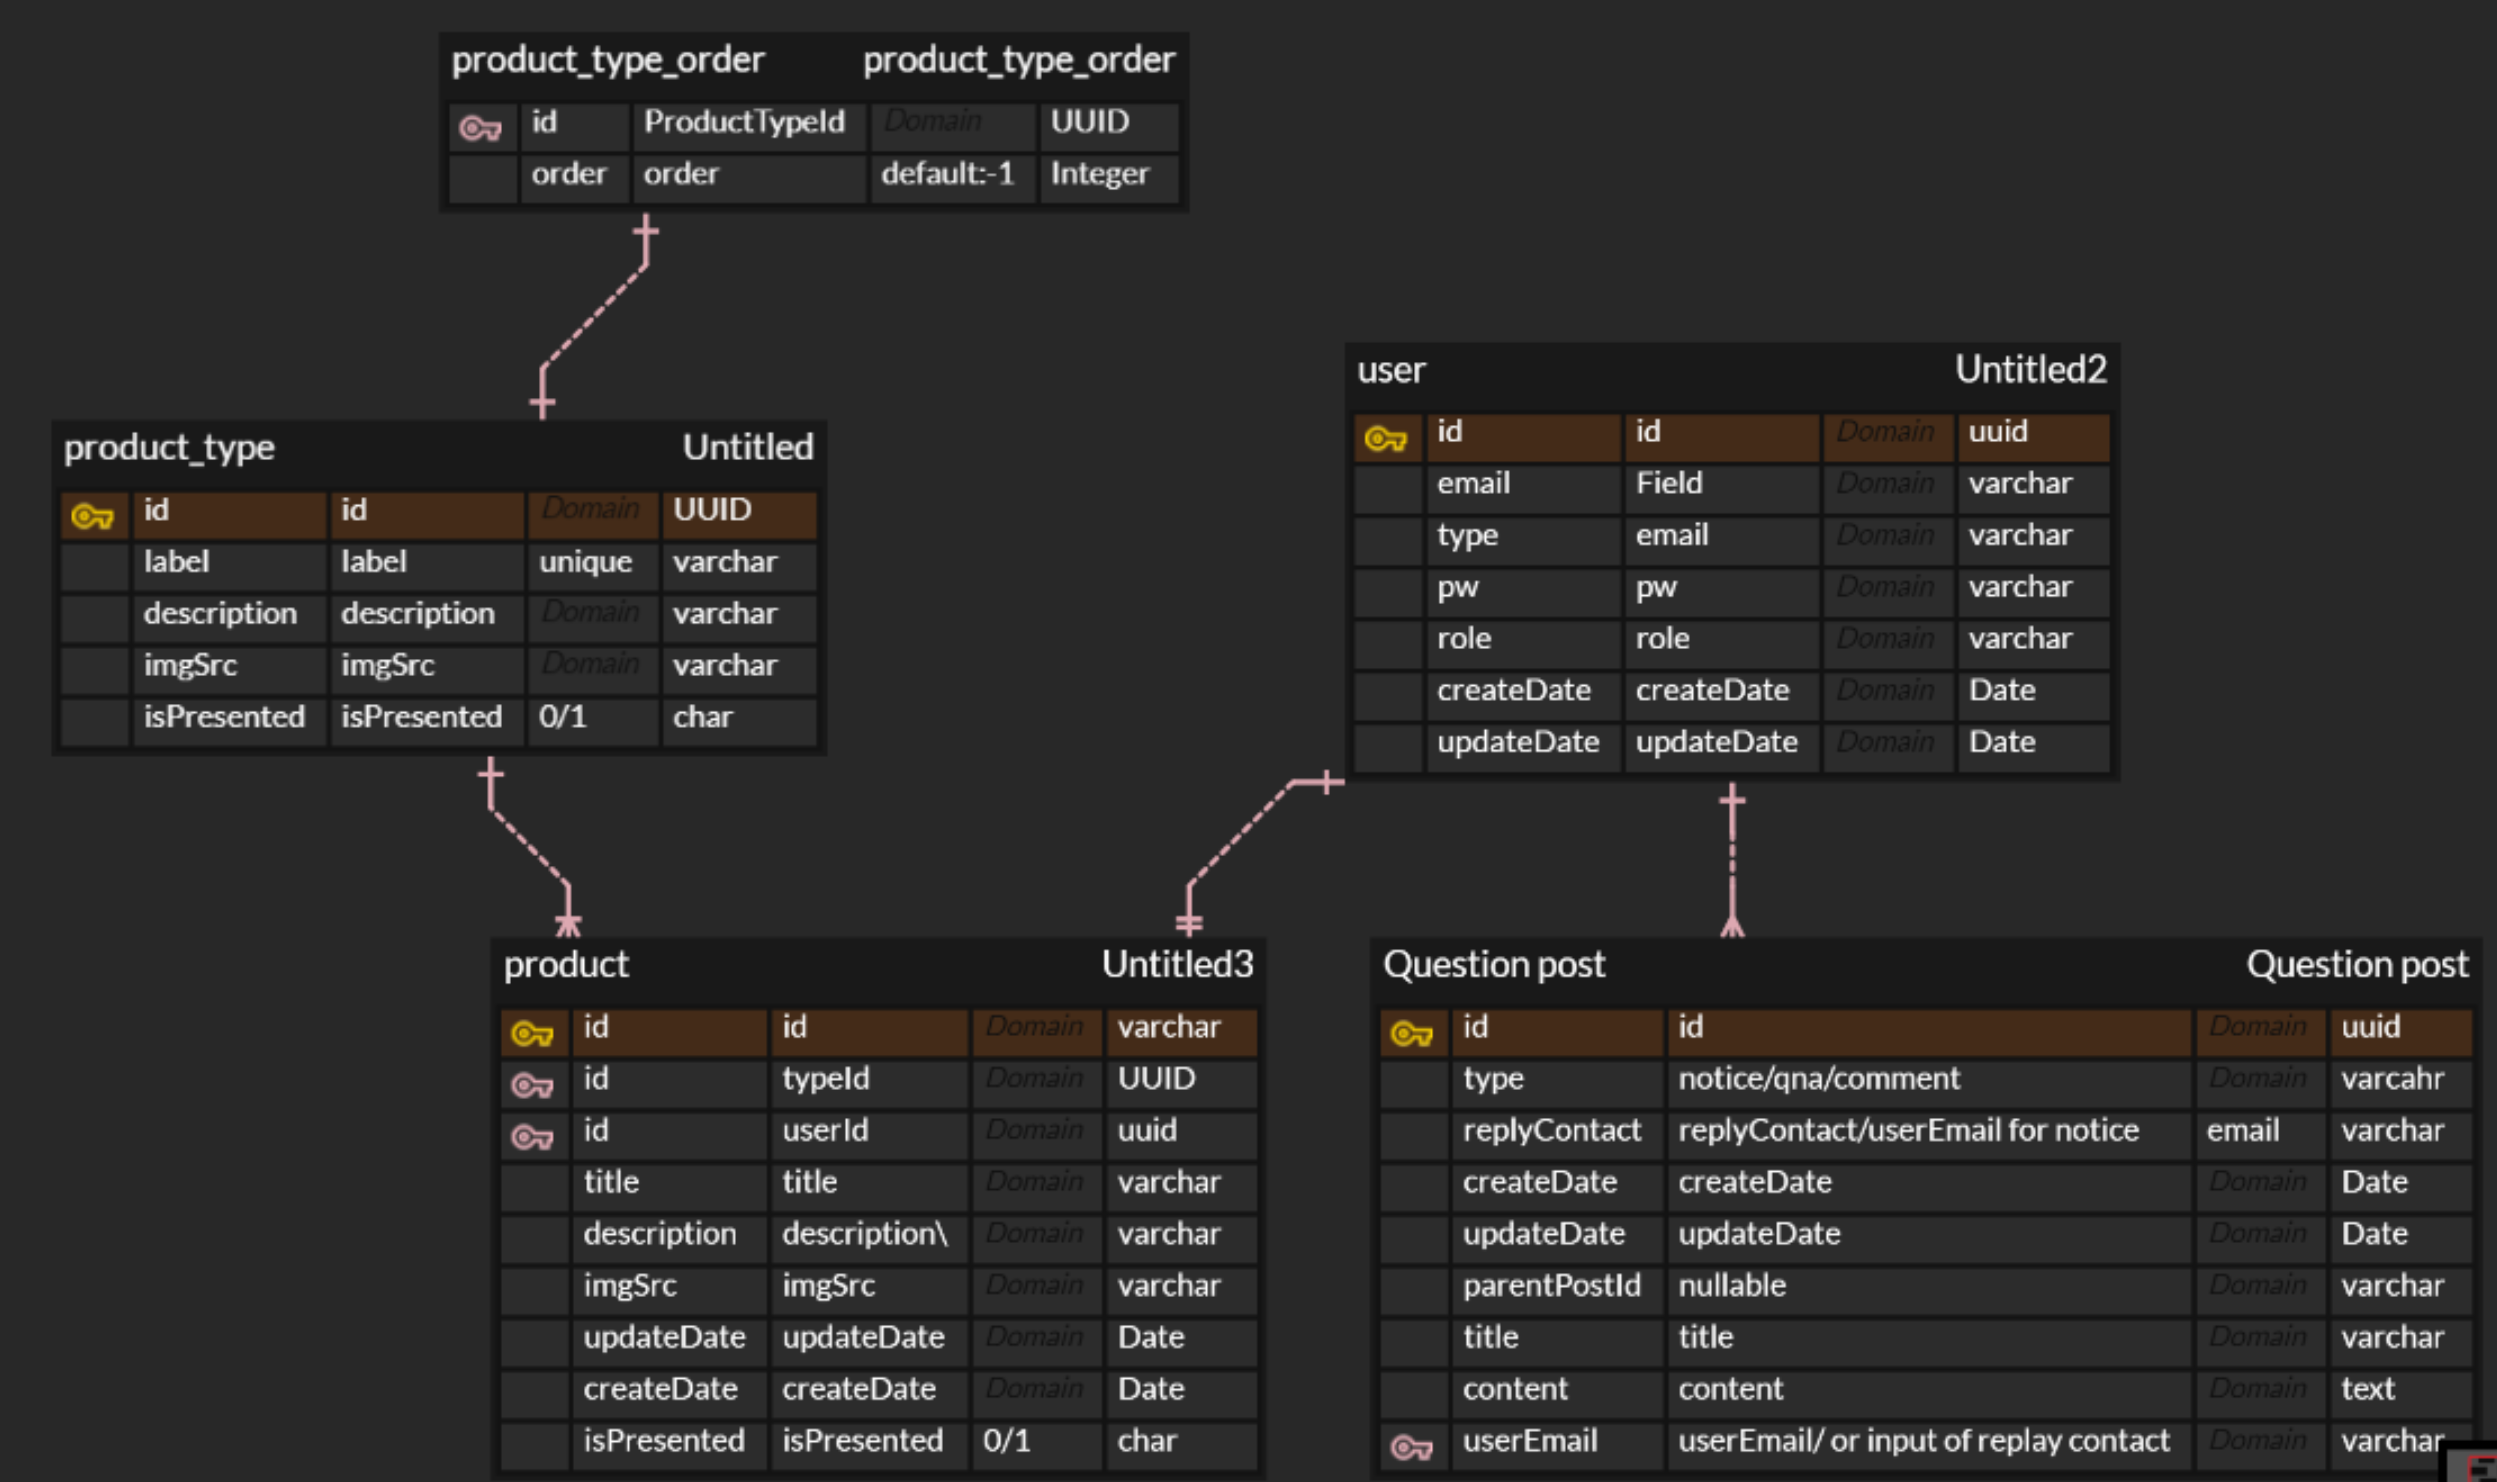 product_type_order product_type_order
id ProductTypeId Domain UUID
order order default:-1 Integer
product_type Untitled
id id Domain UUID
label label unique varchar
description description Domain varchar
imgSrc imgSrc Domain varchar
isPresented isPresented 0/1 char
user Untitled2
id id Domain uuid
email Field Domain varchar
type email Domain varchar
pw pw Domain varchar
role role Domain varchar
createDate createDate Domain Date
updateDate updateDate Domain Date
product Untitled3
id id Domain varchar
id typeId Domain UUID
id userId Domain uuid
title title Domain varchar
description description\ Domain varchar
imgSrc imgSrc Domain varchar
updateDate updateDate Domain Date
createDate createDate Domain Date
isPresented isPresented 0/1 char
Question post Question post
id id Domain uuid
type notice/qna/comment Domain varcahr
replyContact replyContact/userEmail for notice email varchar
createDate createDate Domain Date
updateDate updateDate Domain Date
parentPostId nullable Domain varchar
title title Domain varchar
content content Domain text
userEmail userEmail/ or input of replay contact Domain varchar